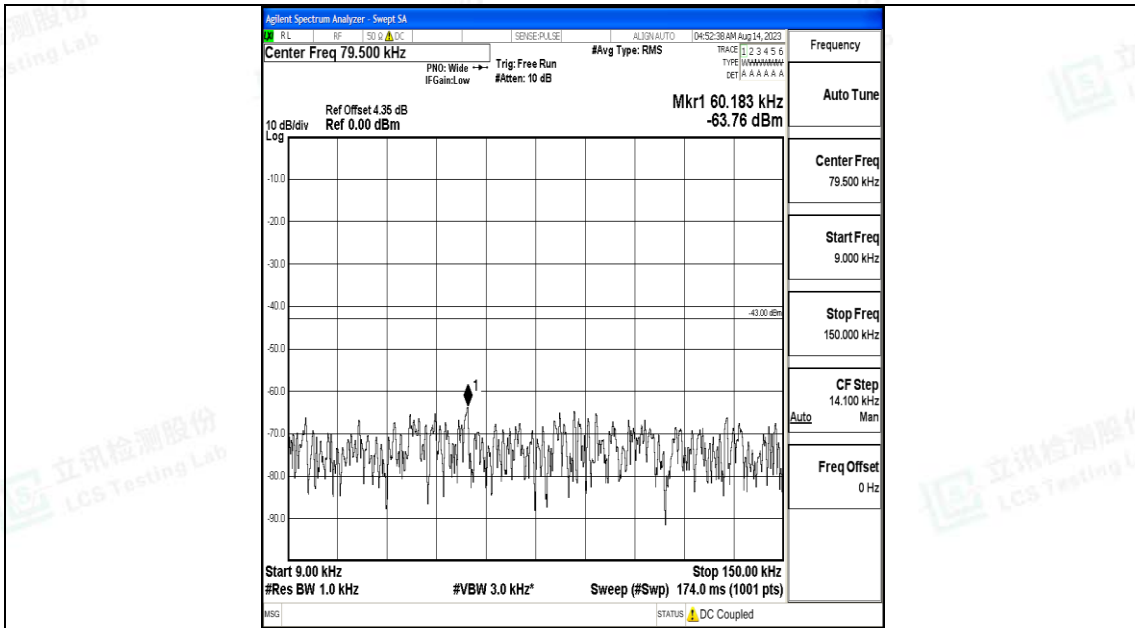 Agilent Spectrum Analyzer - Swept SA
RL RF 50 Ω DC SENSE:PULSE ALIGN AUTO 04:52:38 AM Aug 14, 2023
Center Freq 79.500 kHz
PNO: Wide
IFGain:Low
Trig: Free Run
#Atten: 10 dB
#Avg Type: RMS
TRACE 1 2 3 4 5 6
TYPE
DET A A A A A A
Ref Offset 4.35 dB
Ref 0.00 dBm
10 dB/div
Log
Mkr1 60.183 kHz
-63.76 dBm
-10.0
-20.0
-30.0
-40.0
-43.00 dBm
-50.0
-60.0
1
-70.0
-80.0
-90.0
Start 9.00 kHz
Stop 150.00 kHz
#Res BW 1.0 kHz
#VBW 3.0 kHz*
Sweep (#Swp) 174.0 ms (1001 pts)
MSG
STATUS DC Coupled
Frequency
Auto Tune
Center Freq
79.500 kHz
Start Freq
9.000 kHz
Stop Freq
150.000 kHz
CF Step
14.100 kHz
Auto Man
Freq Offset
0 Hz
立讯检测股份
LCS Testing Lab
立讯检测股份
LCS Testing L